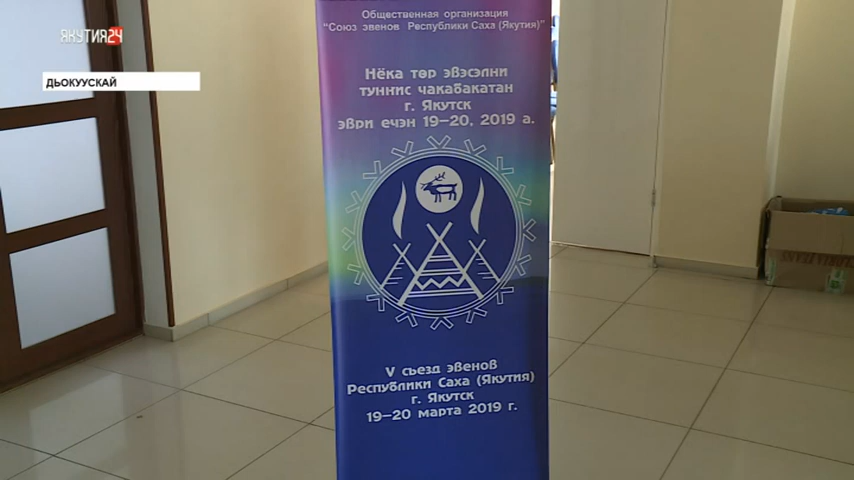 ЯКУТИЯ24
ДЬОКУУСКАЙ
Общественная организация
"Союз эвенов Республики Саха (Якутия)"
Нёка төр эвэсэлни
туннис чакабакатан
г. Якутск
эври ечэн 19-20, 2019 а.
V съезд эвенов
Республики Саха (Якутия)
г. Якутск
19-20 марта 2019 г.